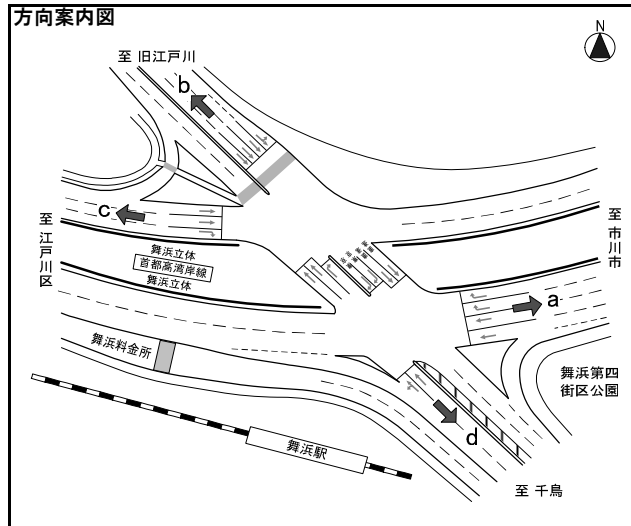 方向案内図
N
至 旧江戸川
b
c
至 江戸川区
舞浜立体
首都高湾岸線
舞浜立体
至 市川市
a
舞浜料金所
舞浜第四
街区公園
d
舞浜駅
至 千鳥